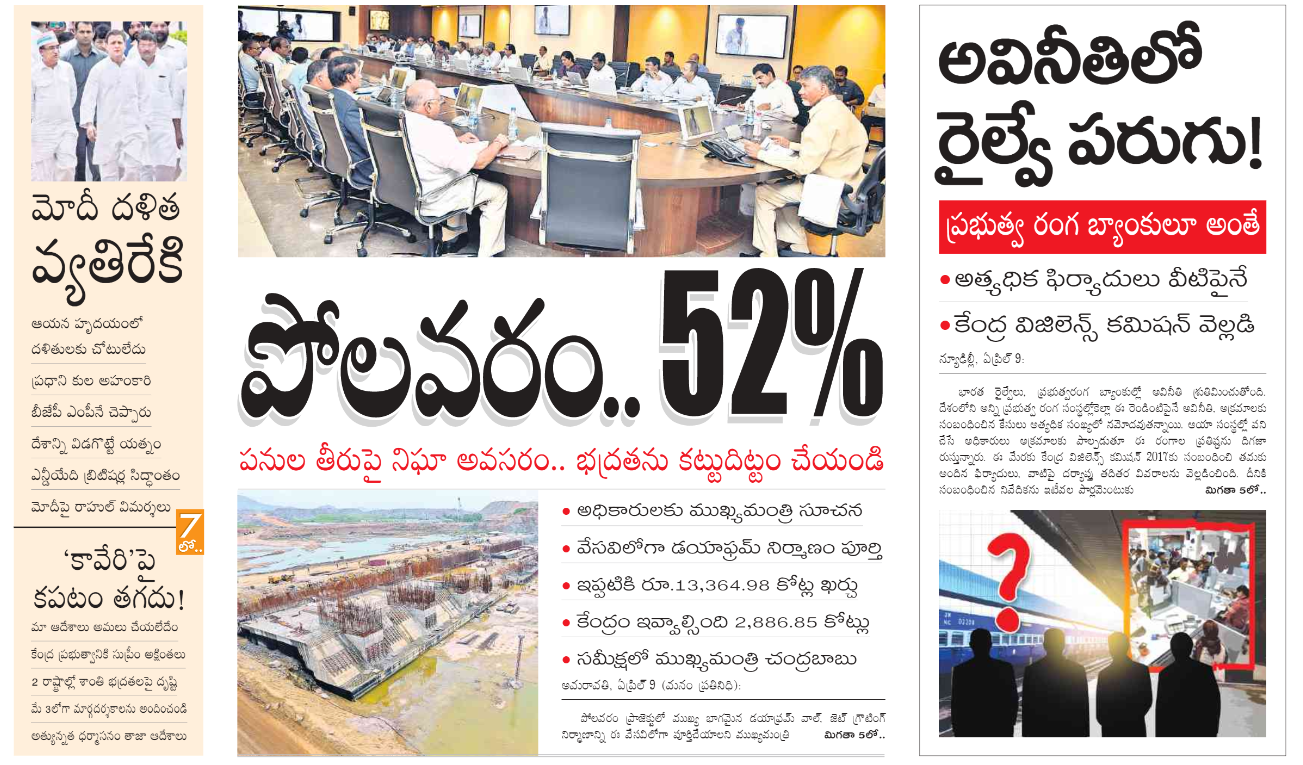 మోదీ దళిత
వ్యతిరేకి
ఆయన హృదయంలో
దళితులకు చోటులేదు
ప్రధాని కుల అహంకారి
బీజేపీ ఎంపీనే చెప్పారు
దేశాన్ని విడగొట్టే యత్నం
ఎన్డీయేది బ్రిటిషర్ల సిద్ధాంతం
మోదీపై రాహుల్ విమర్శలు
7
లో..
‘కావేరి’పై
కపటం తగదు!
మా ఆదేశాలు అమలు చేయలేదేం
కేంద్ర ప్రభుత్వానికి సుప్రీం అక్షింతలు
2 రాష్ట్రాల్లో శాంతి భద్రతలపై దృష్టి
మే 3లోగా మార్గదర్శకాలను అందించండి
అత్యున్నత ధర్మాసనం తాజా ఆదేశాలు
పోలవరం.. 52%
పనుల తీరుపై నిఘా అవసరం.. భద్రతను కట్టుదిట్టం చేయండి
• అధికారులకు ముఖ్యమంత్రి సూచన
• వేసవిలోగా డయాఫ్రమ్ నిర్మాణం పూర్తి
• ఇప్పటికి రూ.13,364.98 కోట్ల ఖర్చు
• కేంద్రం ఇవ్వాల్సింది 2,886.85 కోట్లు
• సమీక్షలో ముఖ్యమంత్రి చంద్రబాబు
అమరావతి, ఏప్రిల్ 9 (మనం ప్రతినిధి):
పోలవరం ప్రాజెక్టులో ముఖ్య భాగమైన డయాఫ్రమ్ వాల్, జెట్ గ్రౌటింగ్
నిర్మాణాన్ని ఈ వేసవిలోగా పూర్తిచేయాలని ముఖ్యమంత్రి మిగతా 5లో..
అవినీతిలో
రైల్వే పరుగు!
ప్రభుత్వ రంగ బ్యాంకులూ అంతే
• అత్యధిక ఫిర్యాదులు వీటిపైనే
• కేంద్ర విజిలెన్స్ కమిషన్ వెల్లడి
న్యూఢిల్లీ, ఏప్రిల్ 9:
భారత రైల్వేలు, ప్రభుత్వరంగ బ్యాంకుల్లో అవినీతి శ్రుతిమించుతోంది.
దేశంలోని అన్ని ప్రభుత్వ రంగ సంస్థల్లోకెల్లా ఈ రెండింటిపైనే అవినీతి, అక్రమాలకు
సంబంధించిన కేసులు అత్యధిక సంఖ్యలో నమోదవుతన్నాయి. ఆయా సంస్థల్లో పని
చేసే అధికారులు అక్రమాలకు పాల్పడుతూ ఈ రంగాల ప్రతిష్ఠను దిగజా
రుస్తున్నారు. ఈ మేరకు కేంద్ర విజిలెన్స్ కమిషన్ 2017కు సంబంధించి తమకు
అందిన ఫిర్యాదులు, వాటిపై దర్యాప్తు తదితర వివరాలను వెల్లడించింది. దీనికి
సంబంధించిన నివేదికను ఇటీవల పార్లమెంటుకు మిగతా 5లో..
?